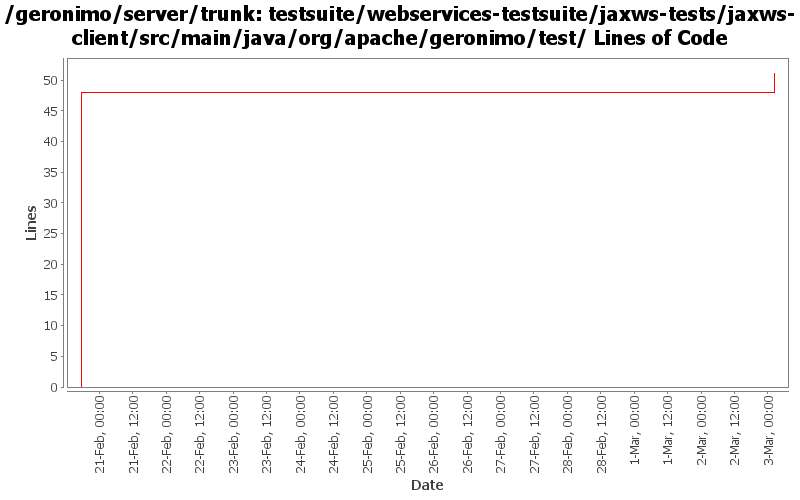 /geronimo/server/trunk: testsuite/webservices-testsuite/jaxws-tests/jaxws-
client/src/main/java/org/apache/geronimo/test/ Lines of Code
50
45
40
35
30
25
20
15
10
5
0
Lines
21-Feb, 00:00
21-Feb, 12:00
22-Feb, 00:00
22-Feb, 12:00
23-Feb, 00:00
23-Feb, 12:00
24-Feb, 00:00
24-Feb, 12:00
25-Feb, 00:00
25-Feb, 12:00
26-Feb, 00:00
26-Feb, 12:00
27-Feb, 00:00
27-Feb, 12:00
28-Feb, 00:00
28-Feb, 12:00
1-Mar, 00:00
1-Mar, 12:00
2-Mar, 00:00
2-Mar, 12:00
3-Mar, 00:00
Date